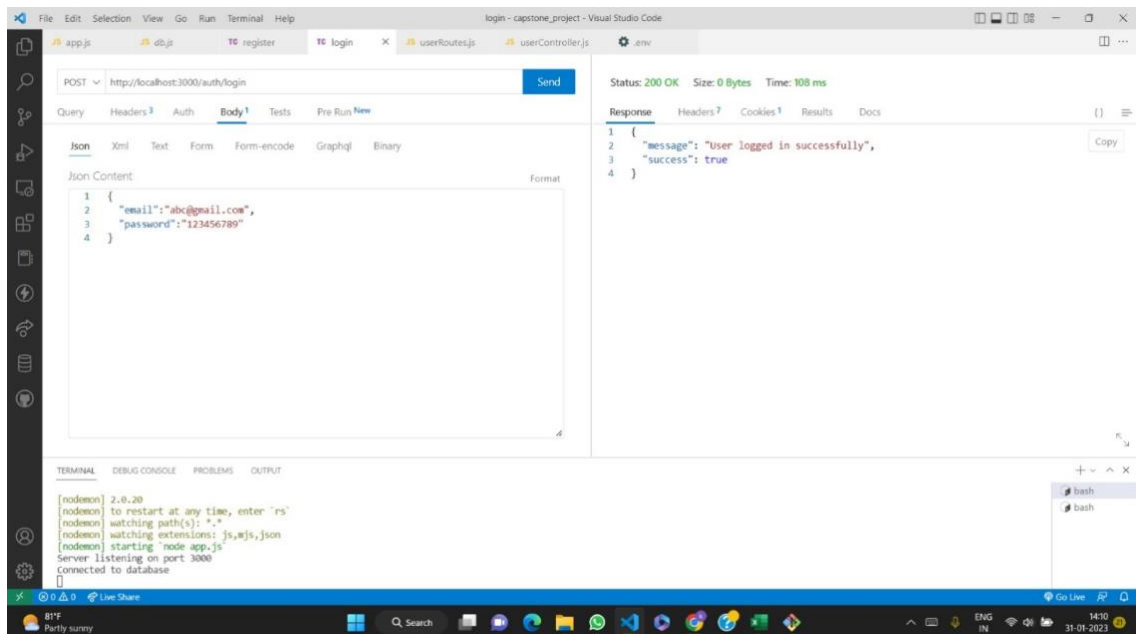 File Edit Selection View Go Run Terminal Help
login - capstone_project - Visual Studio Code
JS app.js JS db.js TC register TC login JS userRoutes.js JS userController.js .env
POST http://localhost:3000/auth/login Send
Status: 200 OK Size: 0 Bytes Time: 108 ms
Query Headers 3 Auth Body 1 Tests Pre Run New
Response Headers 7 Cookies 1 Results Docs
Json Xml Text Form Form-encode Graphql Binary
Json Content
Format
1 {
2 "email":"abc@gmail.com",
3 "password":"123456789"
4 }
1 {
2 "message": "User logged in successfully",
3 "success": true
4 }
Copy
TERMINAL DEBUG CONSOLE PROBLEMS OUTPUT
[nodemon] 2.0.20
[nodemon] to restart at any time, enter `rs`
[nodemon] watching path(s): *.*
[nodemon] watching extensions: js,mjs,json
[nodemon] starting `node app.js`
Server listening on port 3000
Connected to database
bash
bash
0 0 0 Live Share
Go Live
81°F
Partly sunny
Search
ENG
IN
14:10
31-01-2023